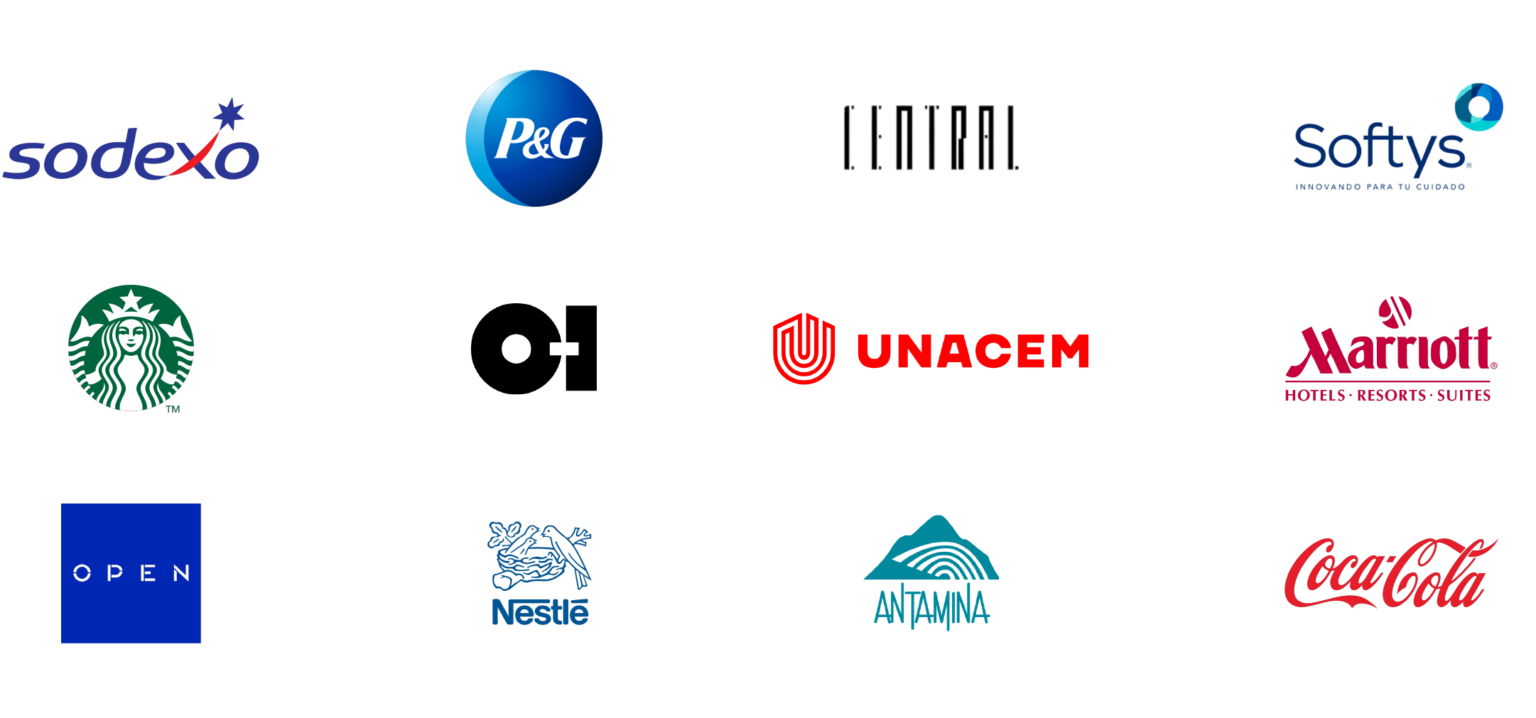 sodexo
P&G
CENTRAL
Softys®
INNOVANDO PARA TU CUIDADO
TM
O-I
UNACEM
Marriott®
HOTELS · RESORTS · SUITES
OPEN
Nestlé
ANTAMINA
Coca-Cola